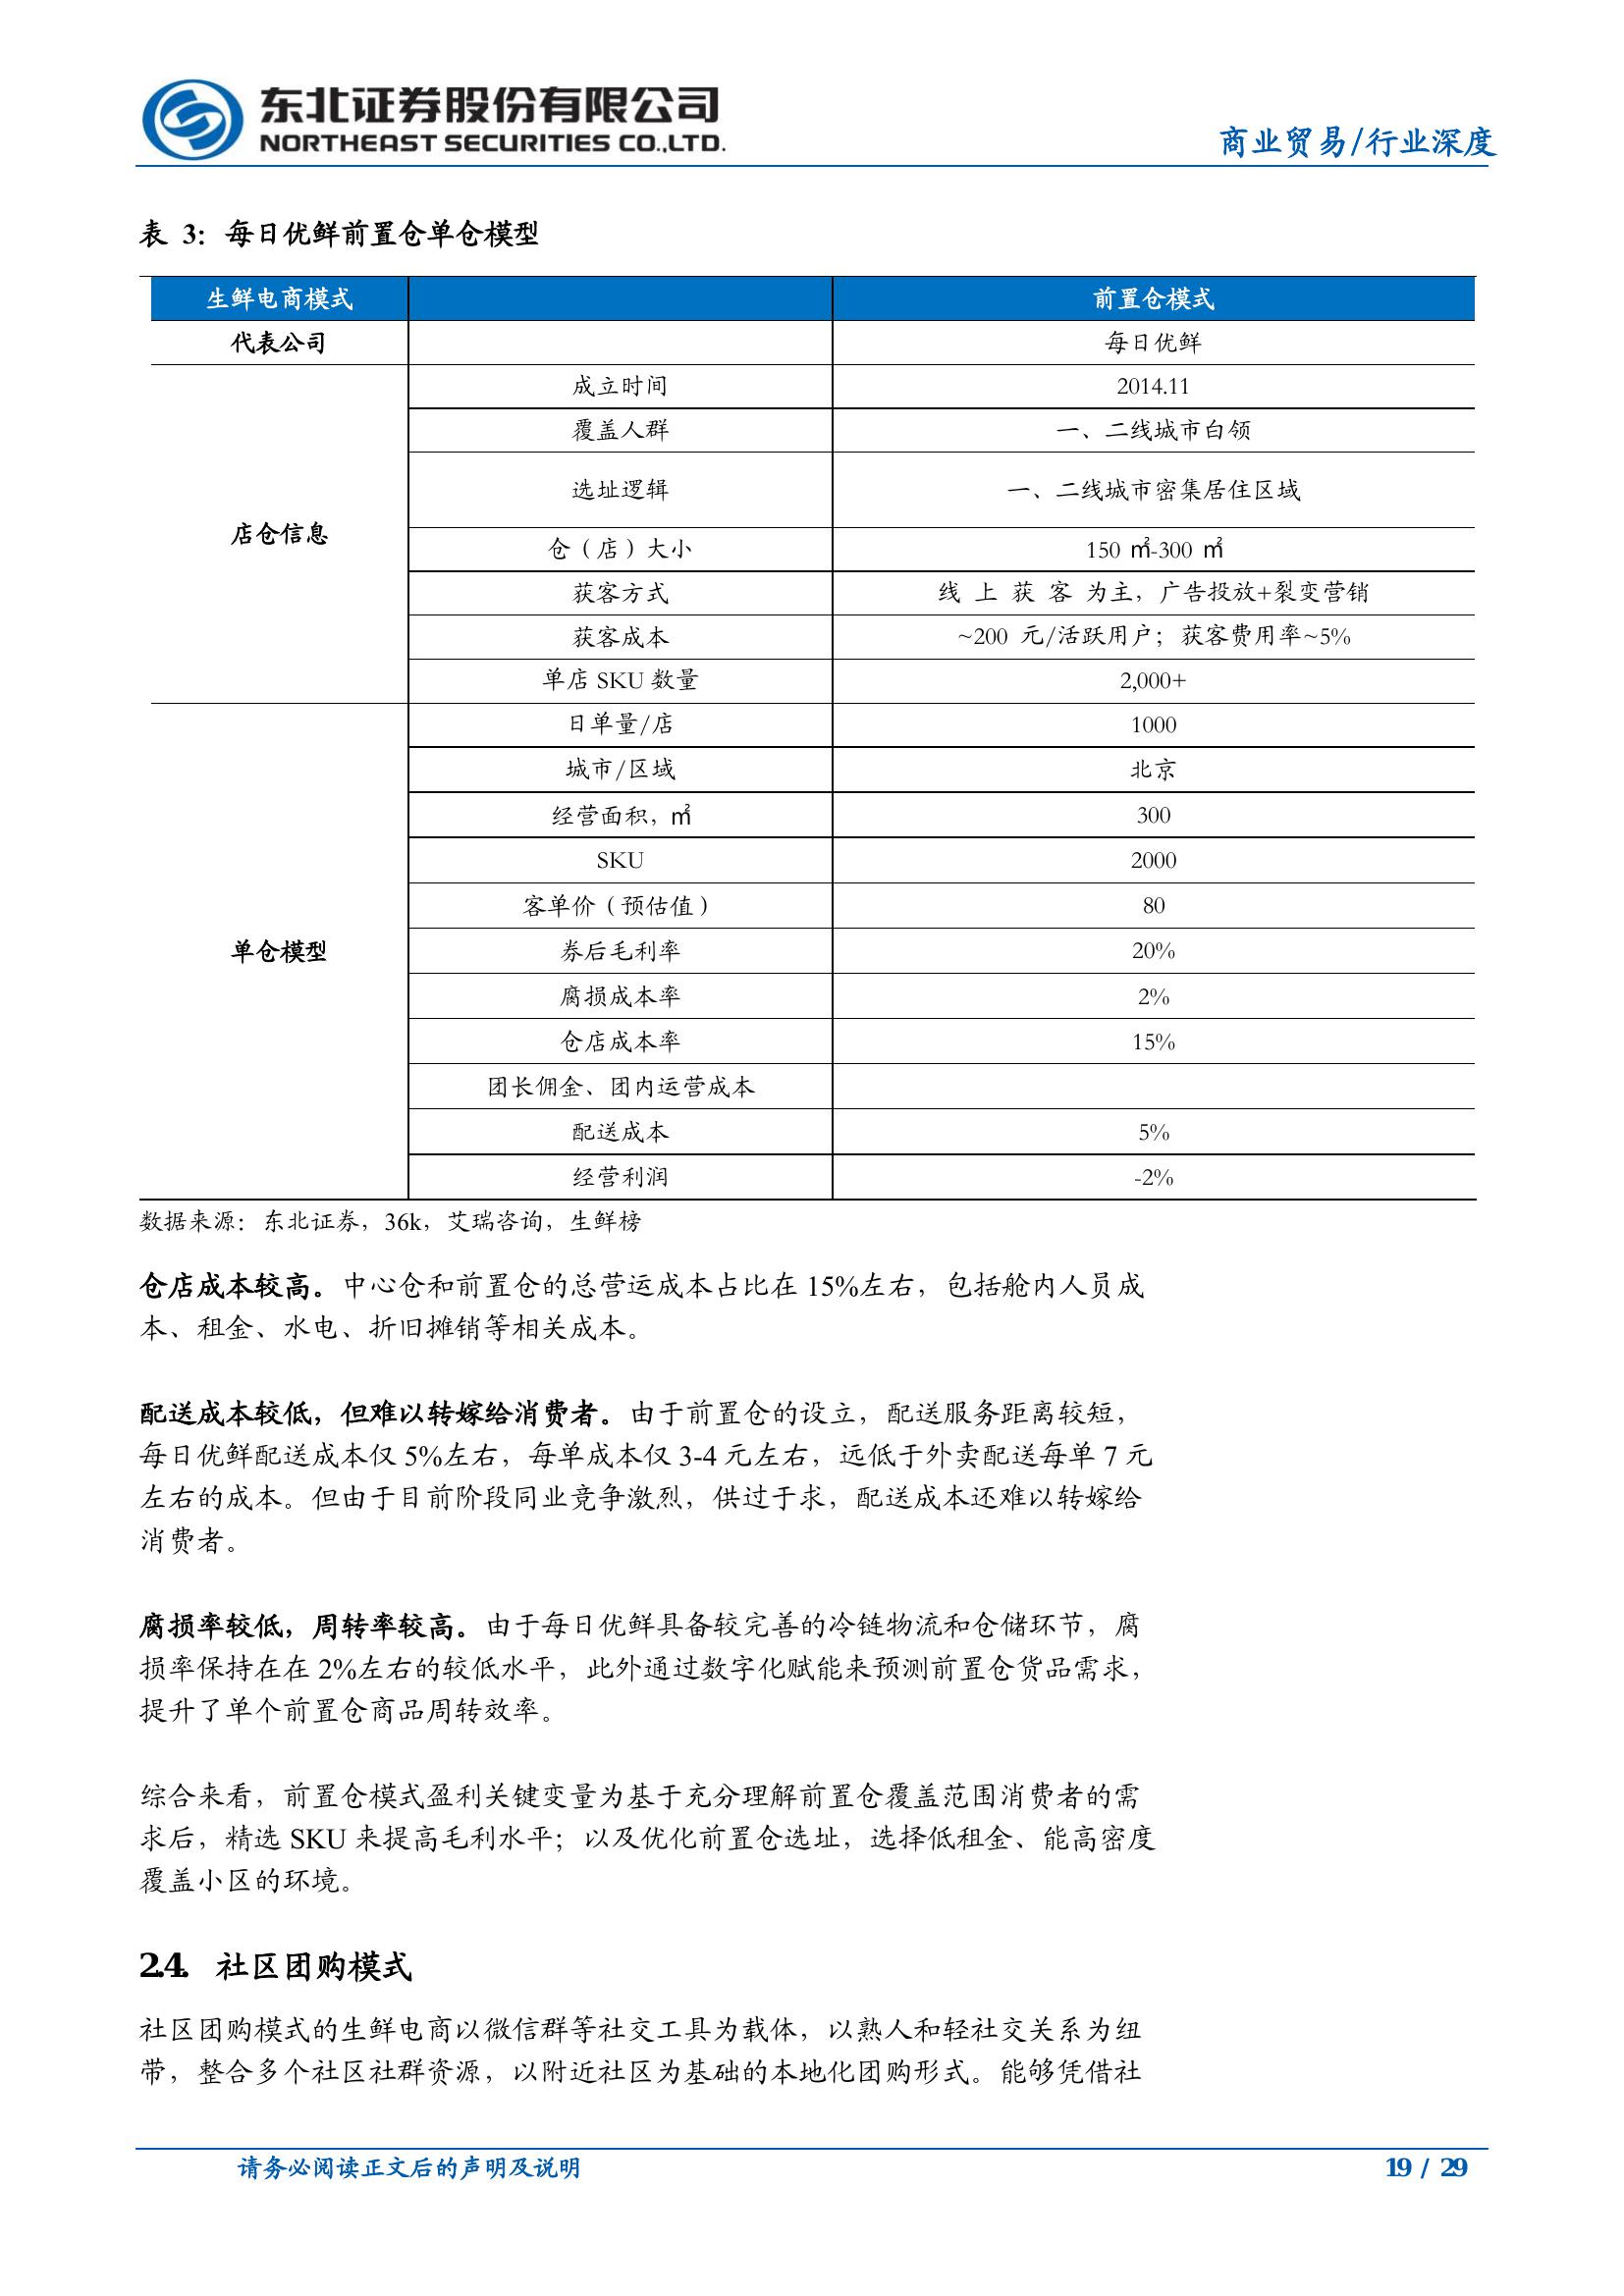 东北证券股份有限公司
NORTHEAST SECURITIES CO.,LTD.
商业贸易/行业深度
表 3：每日优鲜前置仓单仓模型
生鲜电商模式 前置仓模式
代表公司 每日优鲜
店仓信息
成立时间 2014.11
覆盖人群 一、二线城市白领
选址逻辑 一、二线城市密集居住区域
仓（店）大小 150 ㎡-300 ㎡
获客方式 线 上 获 客 为主，广告投放+裂变营销
获客成本 ~200 元/活跃用户；获客费用率~5%
单店 SKU 数量 2,000+
单仓模型
日单量/店 1000
城市/区域 北京
经营面积，㎡ 300
SKU 2000
客单价（预估值） 80
券后毛利率 20%
腐损成本率 2%
仓店成本率 15%
团长佣金、团内运营成本
配送成本 5%
经营利润 -2%
数据来源：东北证券，36k，艾瑞咨询，生鲜榜
仓店成本较高。中心仓和前置仓的总营运成本占比在 15%左右，包括舱内人员成
本、租金、水电、折旧摊销等相关成本。
配送成本较低，但难以转嫁给消费者。由于前置仓的设立，配送服务距离较短，
每日优鲜配送成本仅 5%左右，每单成本仅 3-4 元左右，远低于外卖配送每单 7 元
左右的成本。但由于目前阶段同业竞争激烈，供过于求，配送成本还难以转嫁给
消费者。
腐损率较低，周转率较高。由于每日优鲜具备较完善的冷链物流和仓储环节，腐
损率保持在在 2%左右的较低水平，此外通过数字化赋能来预测前置仓货品需求，
提升了单个前置仓商品周转效率。
综合来看，前置仓模式盈利关键变量为基于充分理解前置仓覆盖范围消费者的需
求后，精选 SKU 来提高毛利水平；以及优化前置仓选址，选择低租金、能高密度
覆盖小区的环境。
2.4. 社区团购模式
社区团购模式的生鲜电商以微信群等社交工具为载体，以熟人和轻社交关系为纽
带，整合多个社区社群资源，以附近社区为基础的本地化团购形式。能够凭借社
请务必阅读正文后的声明及说明
19 / 29